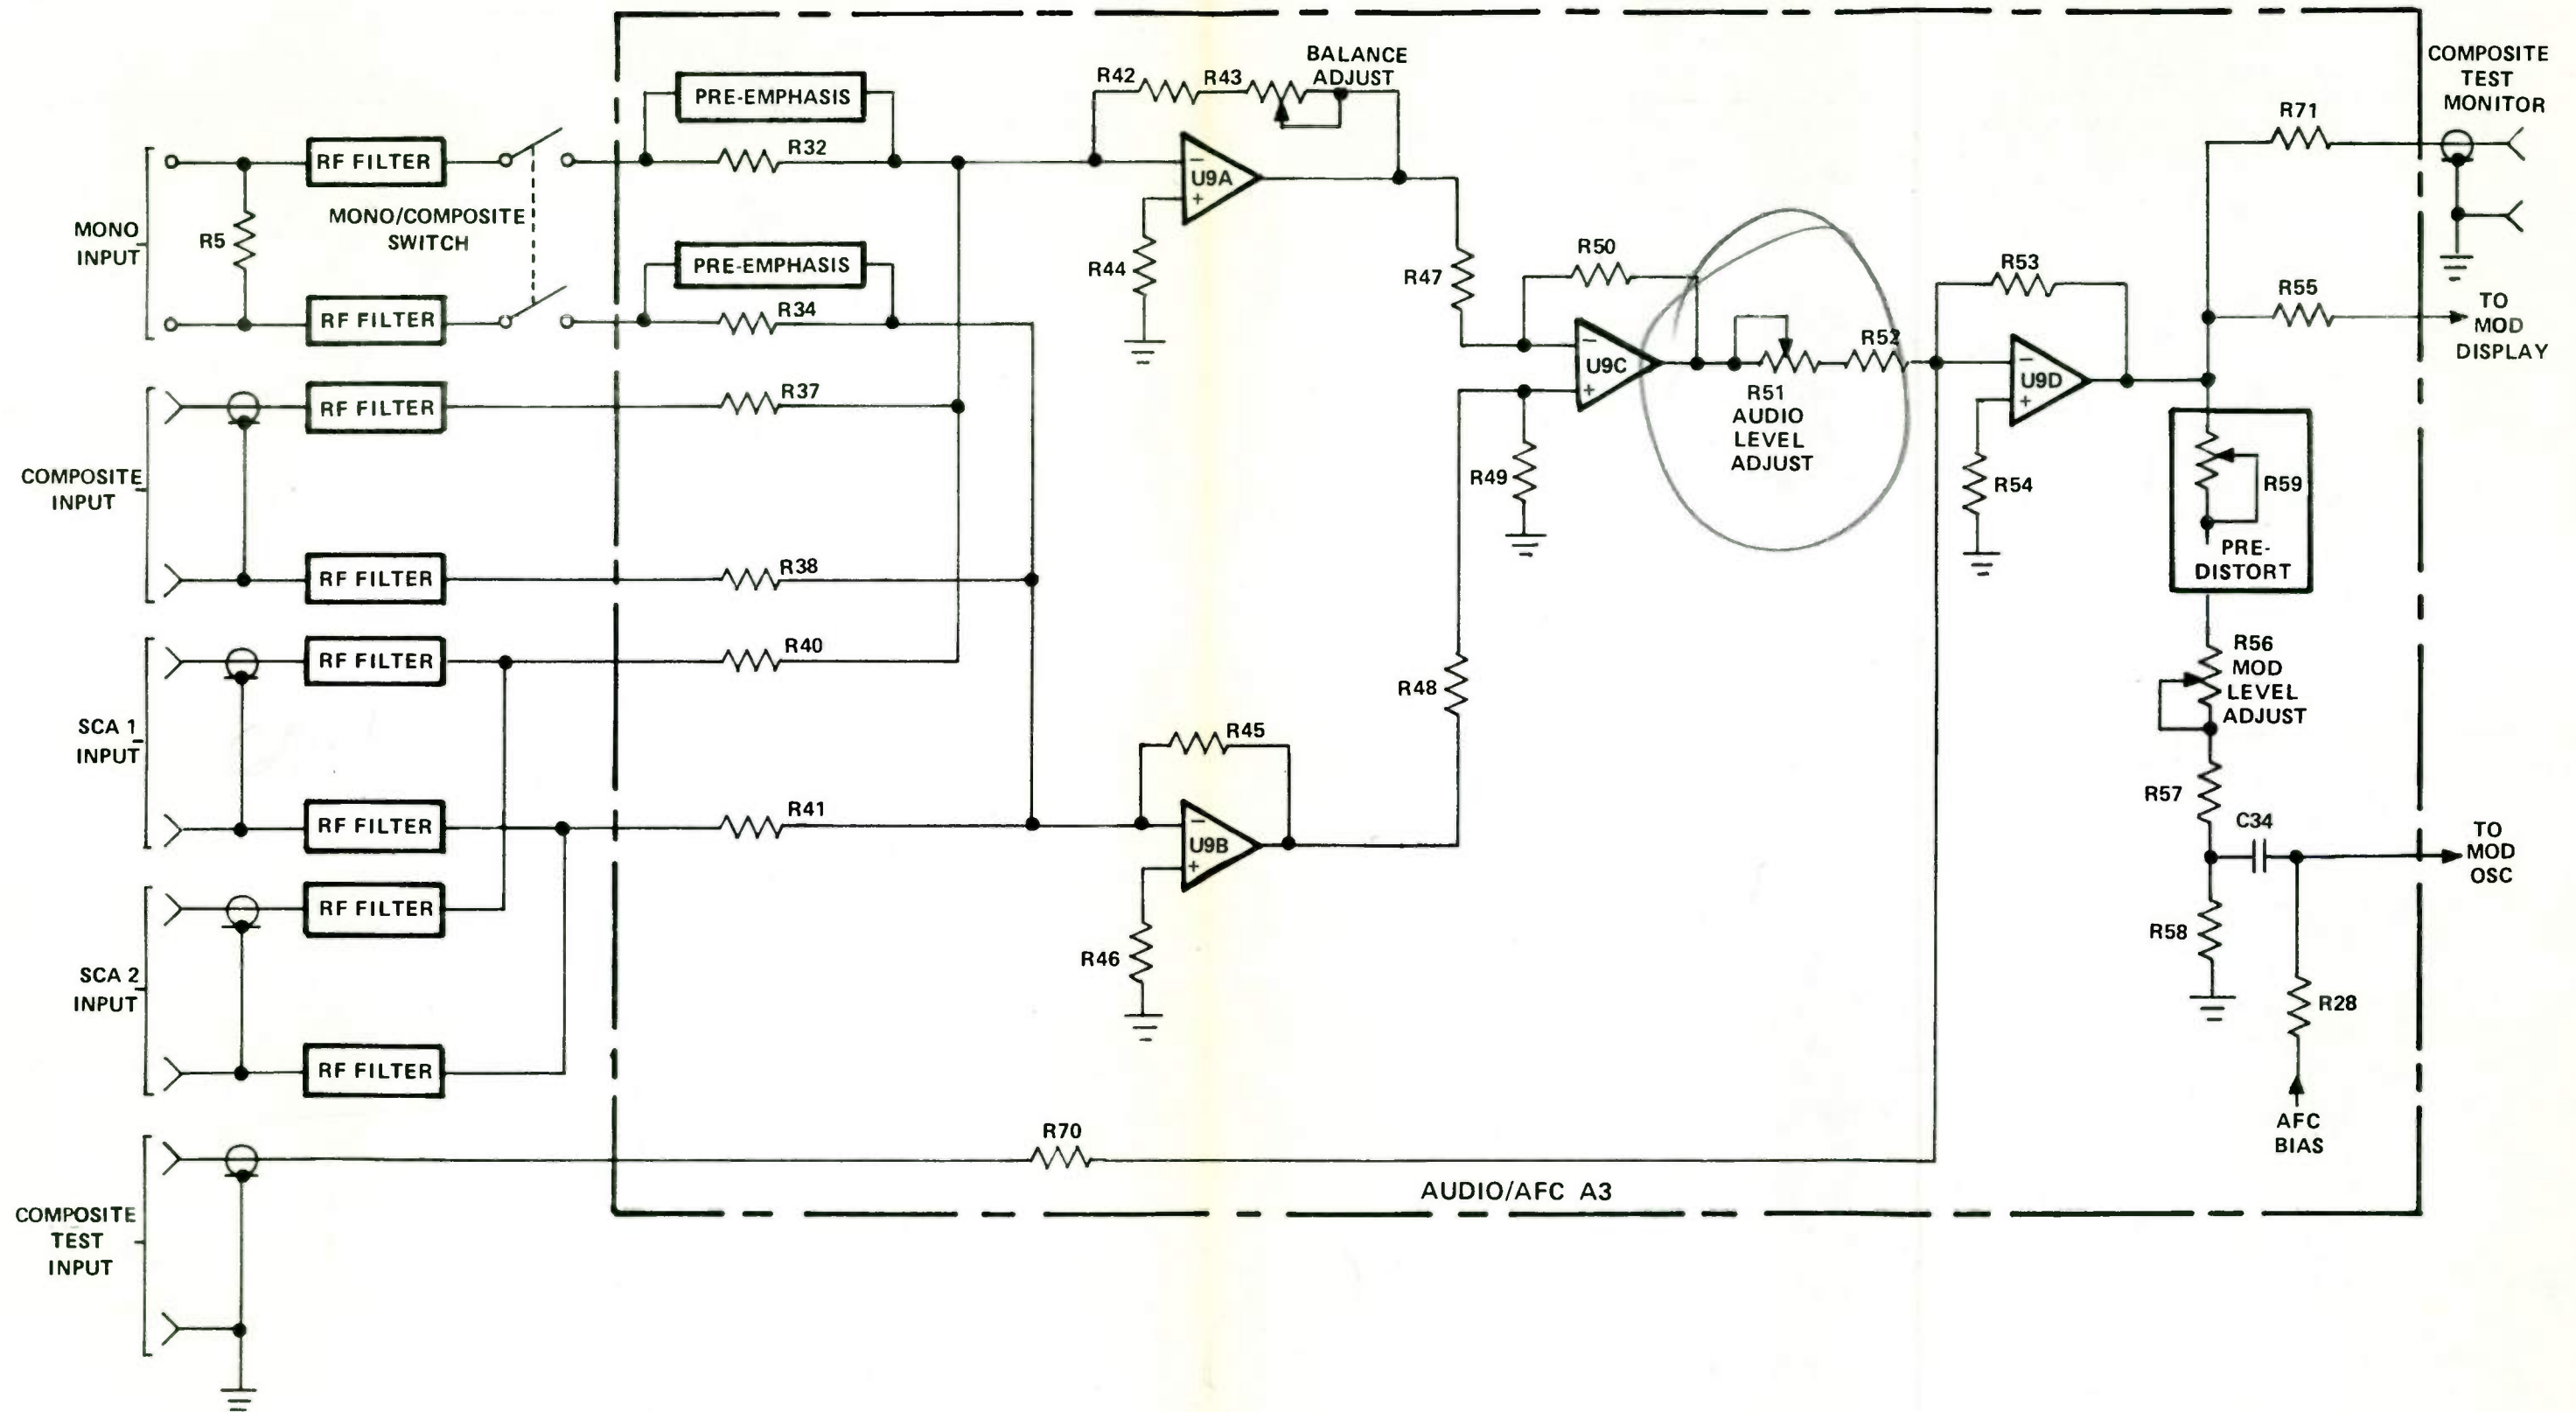 BALANCE
ADJUST
COMPOSITE
TEST
MONITOR
R42
R43
R71
PRE-EMPHASIS
RF FILTER
R32
U9A
−
+
MONO/COMPOSITE
SWITCH
MONO
INPUT
R5
PRE-EMPHASIS
R44
R47
R50
R53
R55
TO
MOD
DISPLAY
RF FILTER
R34
U9C
−
+
R52
U9D
−
+
R51
AUDIO
LEVEL
ADJUST
RF FILTER
R37
COMPOSITE
INPUT
R49
R54
R59
PRE-
DISTORT
RF FILTER
R38
RF FILTER
R40
R48
R56
MOD
LEVEL
ADJUST
SCA 1
INPUT
R45
R57
RF FILTER
R41
U9B
−
+
C34
TO
MOD
OSC
RF FILTER
R46
R58
SCA 2
INPUT
R28
RF FILTER
AFC
BIAS
R70
AUDIO/AFC A3
COMPOSITE
TEST
INPUT